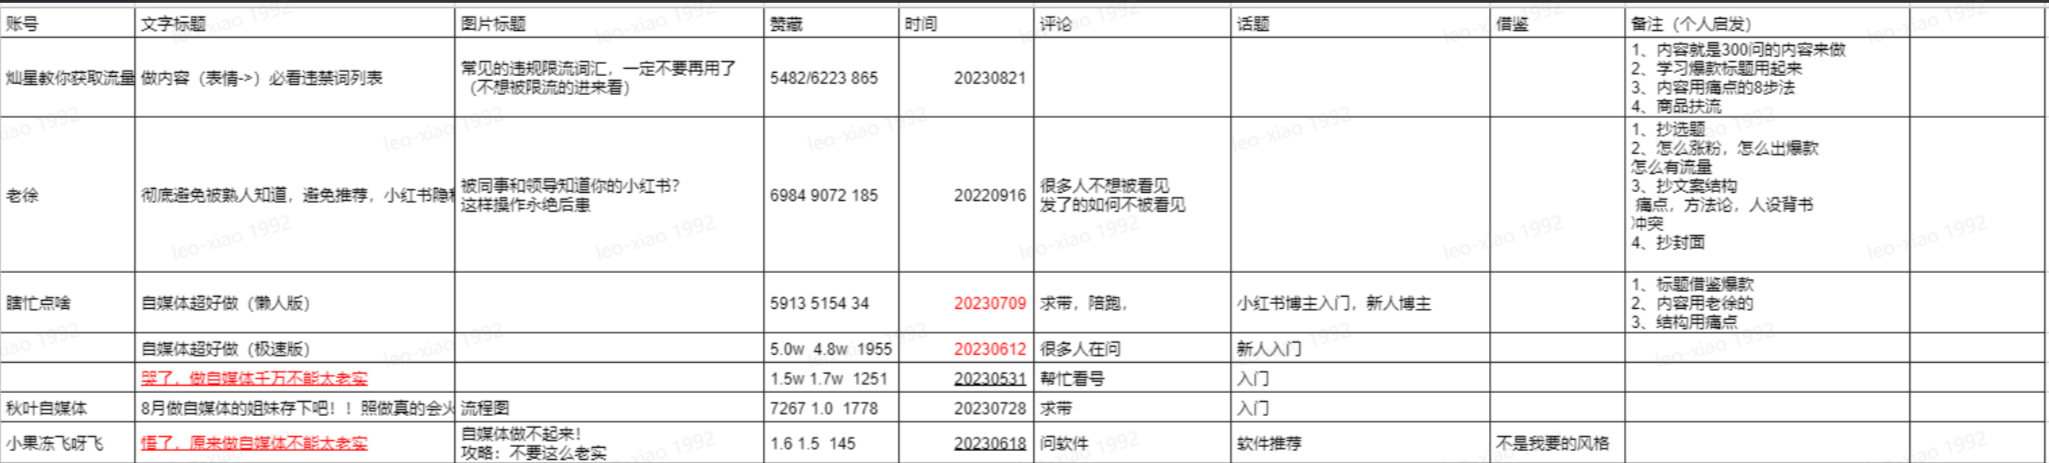 账号 文字标题 图片标题 赞藏 时间 评论 话题 借鉴 备注（个人启发）
灿星教你获取流量 做内容（表情->）必看违禁词列表
常见的违规限流词汇，一定不要再用了
（不想被限流的进来看）
5482/6223 865 20230821
1、内容就是300问的内容来做
2、学习爆款标题用起来
3、内容用痛点的8步法
4、商品扶流
老徐 彻底避免被熟人知道，避免推荐，小红书隐
被同事和领导知道你的小红书？
这样操作永绝后患
6984 9072 185 20220916
很多人不想被看见
发了的如何不被看见
1、抄选题
2、怎么涨粉，怎么出爆款
怎么有流量
3、抄文案结构
痛点，方法论，人设背书
冲突
4、抄封面
瞎忙点啥 自媒体超好做（懒人版） 5913 5154 34 20230709 求带，陪跑， 小红书博主入门，新人博主
1、标题借鉴爆款
2、内容用老徐的
3、结构用痛点
自媒体超好做（极速版） 5.0w 4.8w 1955 20230612 很多人在问 新人入门
哭了，做自媒体千万不能太老实 1.5w 1.7w 1251 20230531 帮忙看号 入门
秋叶自媒体 8月做自媒体的姐妹存下吧！！照做真的会火 流程图 7267 1.0 1778 20230728 求带 入门
小果冻飞呀飞 悟了，原来做自媒体不能太老实
自媒体做不起来！
攻略：不要这么老实
1.6 1.5 145 20230618 问软件 软件推荐 不是我要的风格
leo-xiao 1992